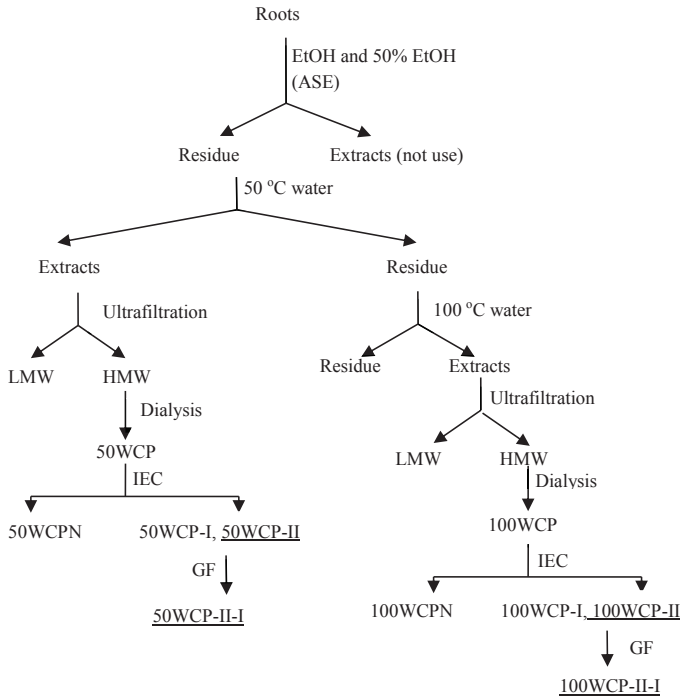 Roots
EtOH and 50% EtOH
(ASE)
Residue
Extracts (not use)
50 °C water
Extracts
Residue
Ultrafiltration
100 °C water
LMW
HMW
Residue
Extracts
Dialysis
Ultrafiltration
50WCP
LMW
HMW
IEC
Dialysis
50WCPN
50WCP-I, 50WCP-II
100WCP
GF
IEC
50WCP-II-I
100WCPN
100WCP-I, 100WCP-II
GF
100WCP-II-I